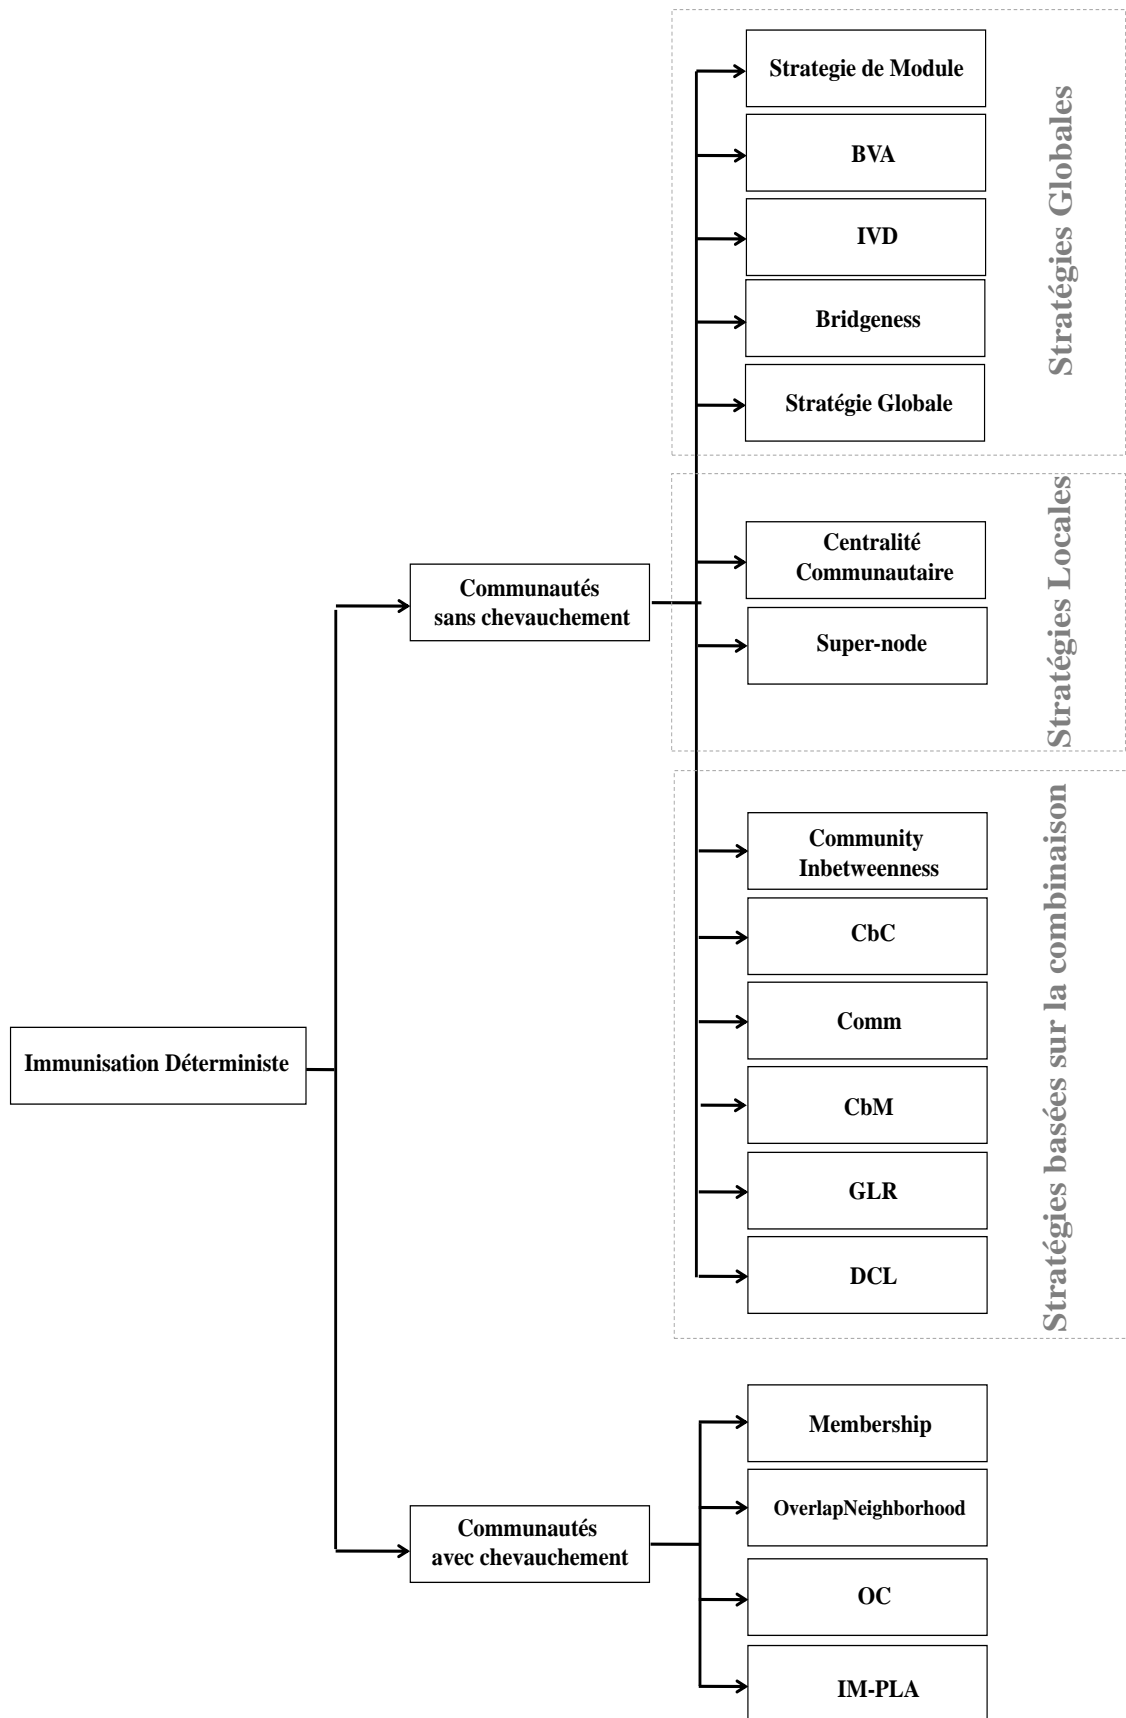 Strategie de Module
BVA
IVD
Bridgeness
Stratégie Globale
Stratégies Globales
Centralité
Communautaire
Super-node
Stratégies Locales
Communautés
sans chevauchement
Community
Inbetweenness
CbC
Comm
CbM
GLR
DCL
Stratégies basées sur la combinaison
Immunisation Déterministe
Communautés
avec chevauchement
Membership
OverlapNeighborhood
OC
IM-PLA